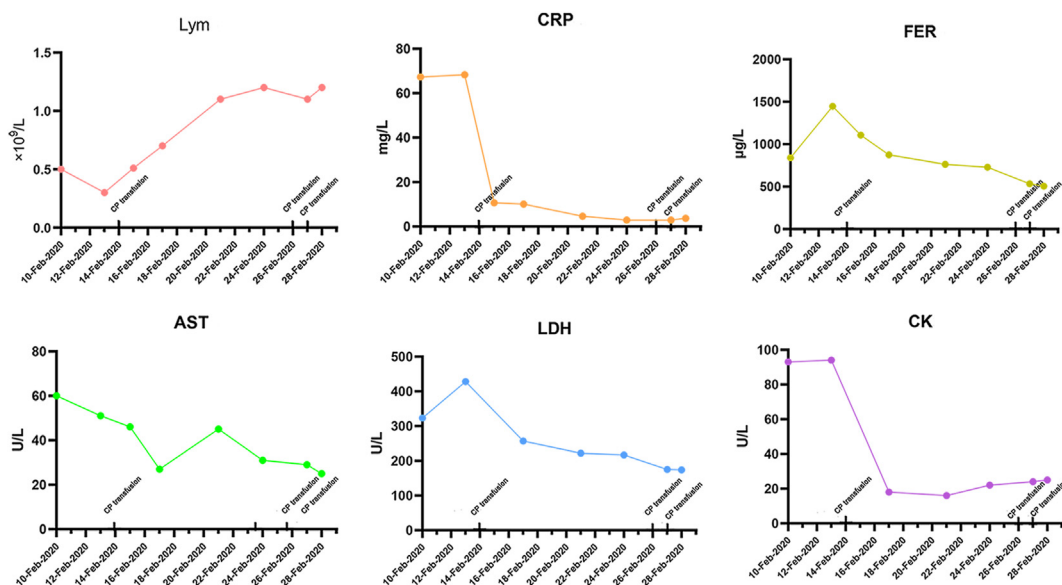 Lym
×10⁹/L
1.5
1.0
0.5
0.0
CP transfusion
CP transfusion
CP transfusion
10-Feb-2020
12-Feb-2020
14-Feb-2020
16-Feb-2020
18-Feb-2020
20-Feb-2020
22-Feb-2020
24-Feb-2020
26-Feb-2020
28-Feb-2020
CRP
mg/L
80
60
40
20
0
CP transfusion
CP transfusion
CP transfusion
10-Feb-2020
12-Feb-2020
14-Feb-2020
16-Feb-2020
18-Feb-2020
20-Feb-2020
22-Feb-2020
24-Feb-2020
26-Feb-2020
28-Feb-2020
FER
µg/L
2000
1500
1000
500
0
CP transfusion
CP transfusion
CP transfusion
10-Feb-2020
12-Feb-2020
14-Feb-2020
16-Feb-2020
18-Feb-2020
20-Feb-2020
22-Feb-2020
24-Feb-2020
26-Feb-2020
28-Feb-2020
AST
U/L
80
60
40
20
0
CP transfusion
CP transfusion
CP transfusion
10-Feb-2020
12-Feb-2020
14-Feb-2020
16-Feb-2020
18-Feb-2020
20-Feb-2020
22-Feb-2020
24-Feb-2020
26-Feb-2020
28-Feb-2020
LDH
U/L
500
400
300
200
100
0
CP transfusion
CP transfusion
CP transfusion
10-Feb-2020
12-Feb-2020
14-Feb-2020
16-Feb-2020
18-Feb-2020
20-Feb-2020
22-Feb-2020
24-Feb-2020
26-Feb-2020
28-Feb-2020
CK
U/L
100
80
60
40
20
0
CP transfusion
CP transfusion
CP transfusion
10-Feb-2020
12-Feb-2020
14-Feb-2020
16-Feb-2020
18-Feb-2020
20-Feb-2020
22-Feb-2020
24-Feb-2020
26-Feb-2020
28-Feb-2020